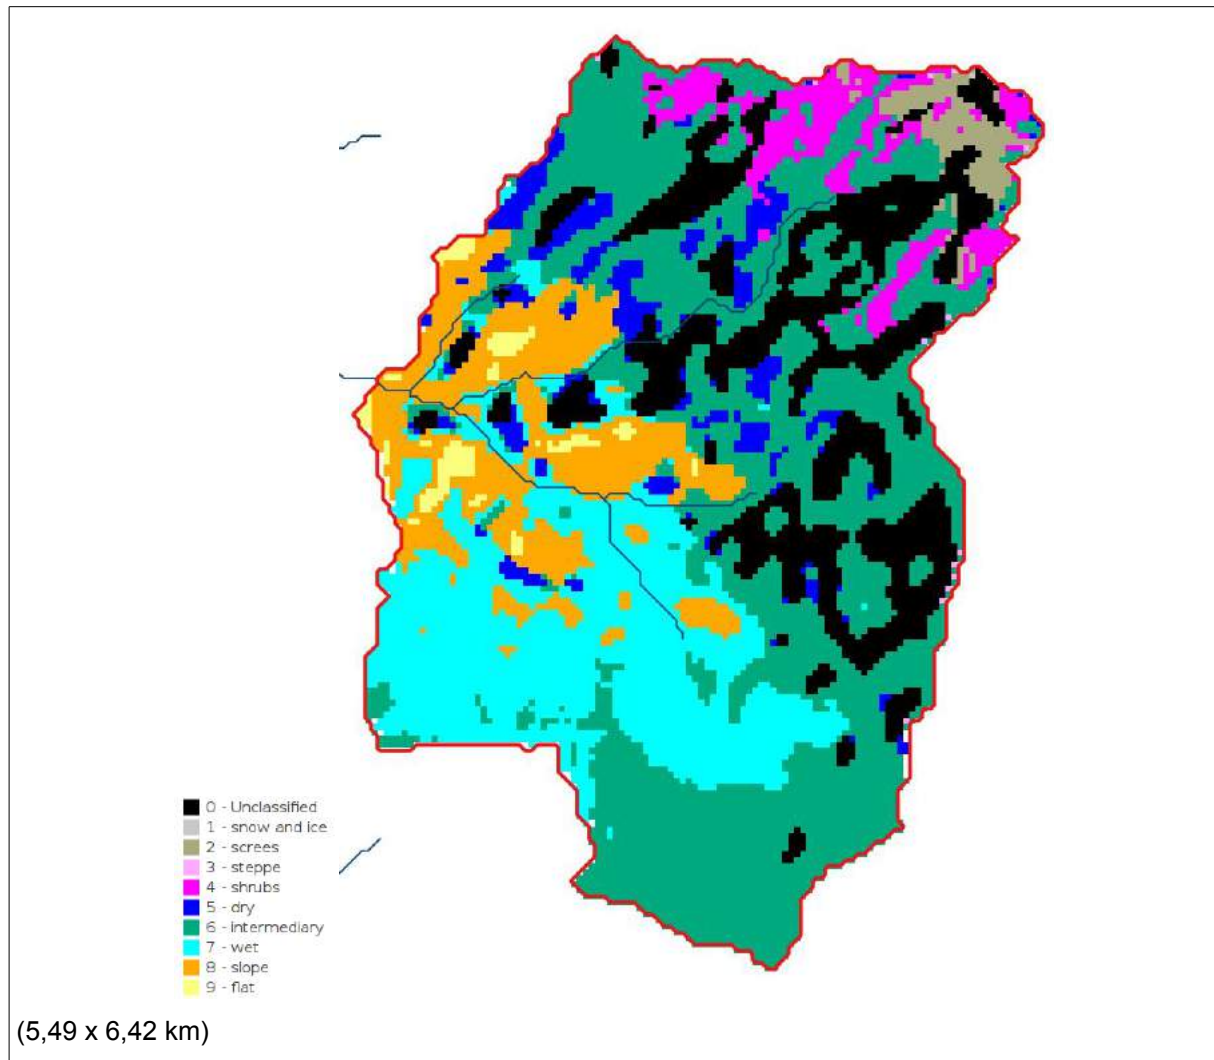 0 - Unclassified
1 - snow and ice
2 - screes
3 - steppe
4 - shrubs
5 - dry
6 - intermediary
7 - wet
8 - slope
9 - flat
(5,49 x 6,42 km)